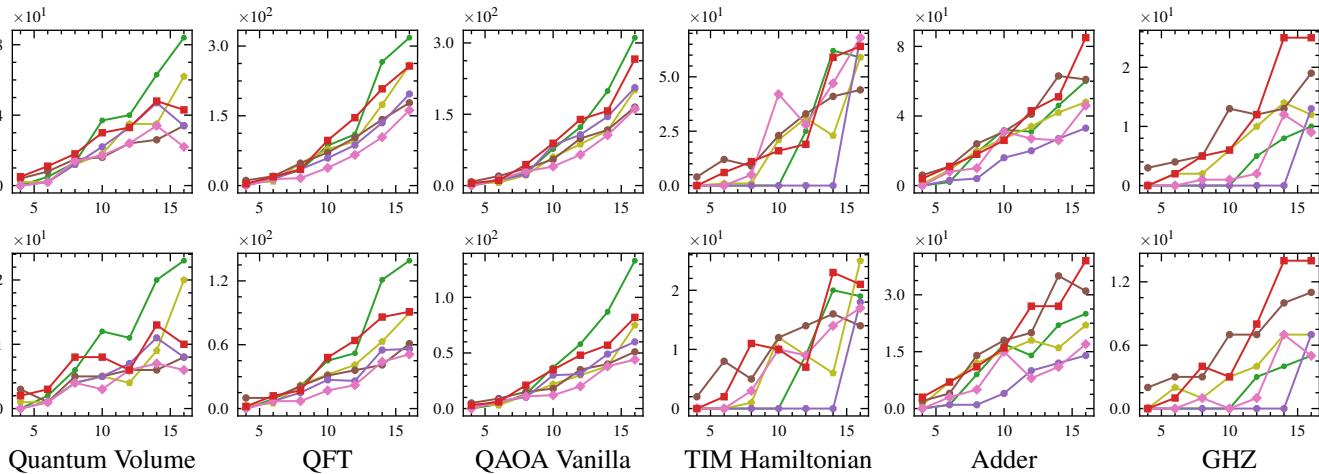 ×10¹ ×10² ×10² ×10¹ ×10¹ ×10¹
8 3.0 3.0 5.0 8 2
4 1.5 1.5 2.5 4 1
0 0.0 0.0 0.0 0 0
5 10 15 5 10 15 5 10 15 5 10 15 5 10 15 5 10 15
×10¹ ×10² ×10² ×10¹ ×10¹ ×10¹
2 1.2 1.0 2 3.0 1.2
1 0.6 0.5 1 1.5 0.6
0 0.0 0.0 0 0.0 0.0
5 10 15 5 10 15 5 10 15 5 10 15 5 10 15 5 10 15
Quantum Volume QFT QAOA Vanilla TIM Hamiltonian Adder GHZ